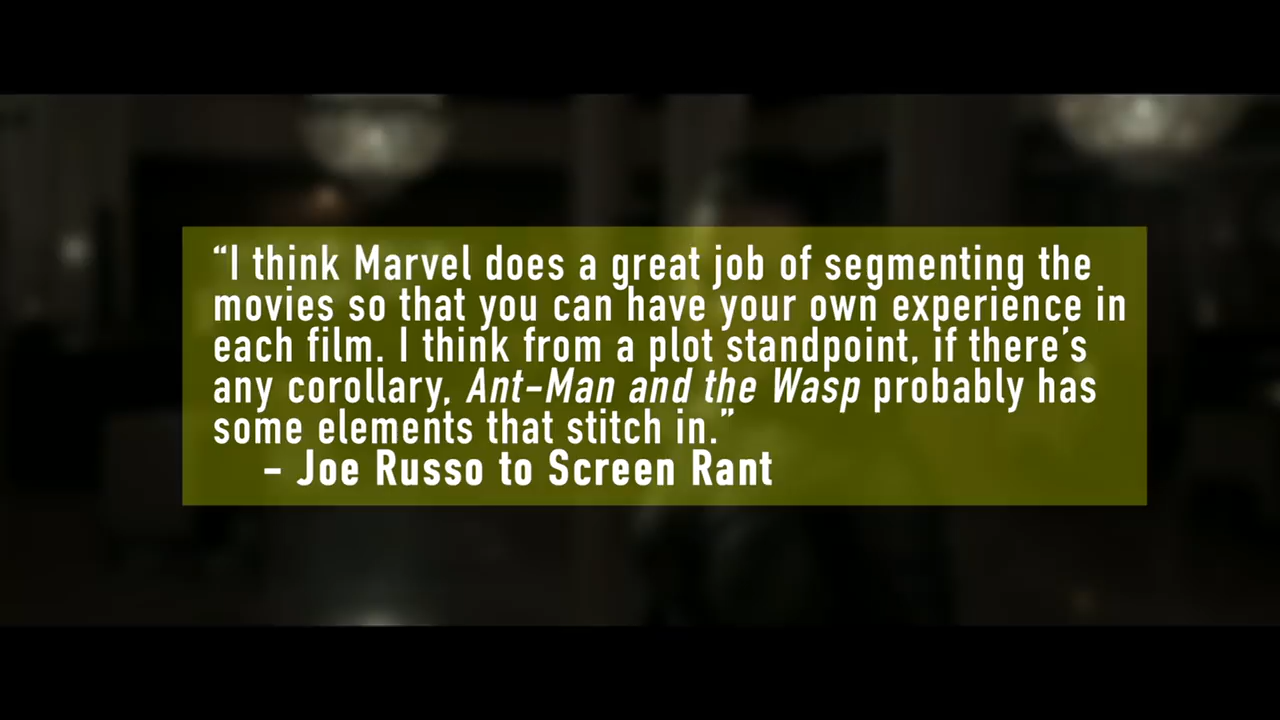 “I think Marvel does a great job of segmenting the
movies so that you can have your own experience in
each film. I think from a plot standpoint, if there’s
any corollary, Ant-Man and the Wasp probably has
some elements that stitch in.”
- Joe Russo to Screen Rant